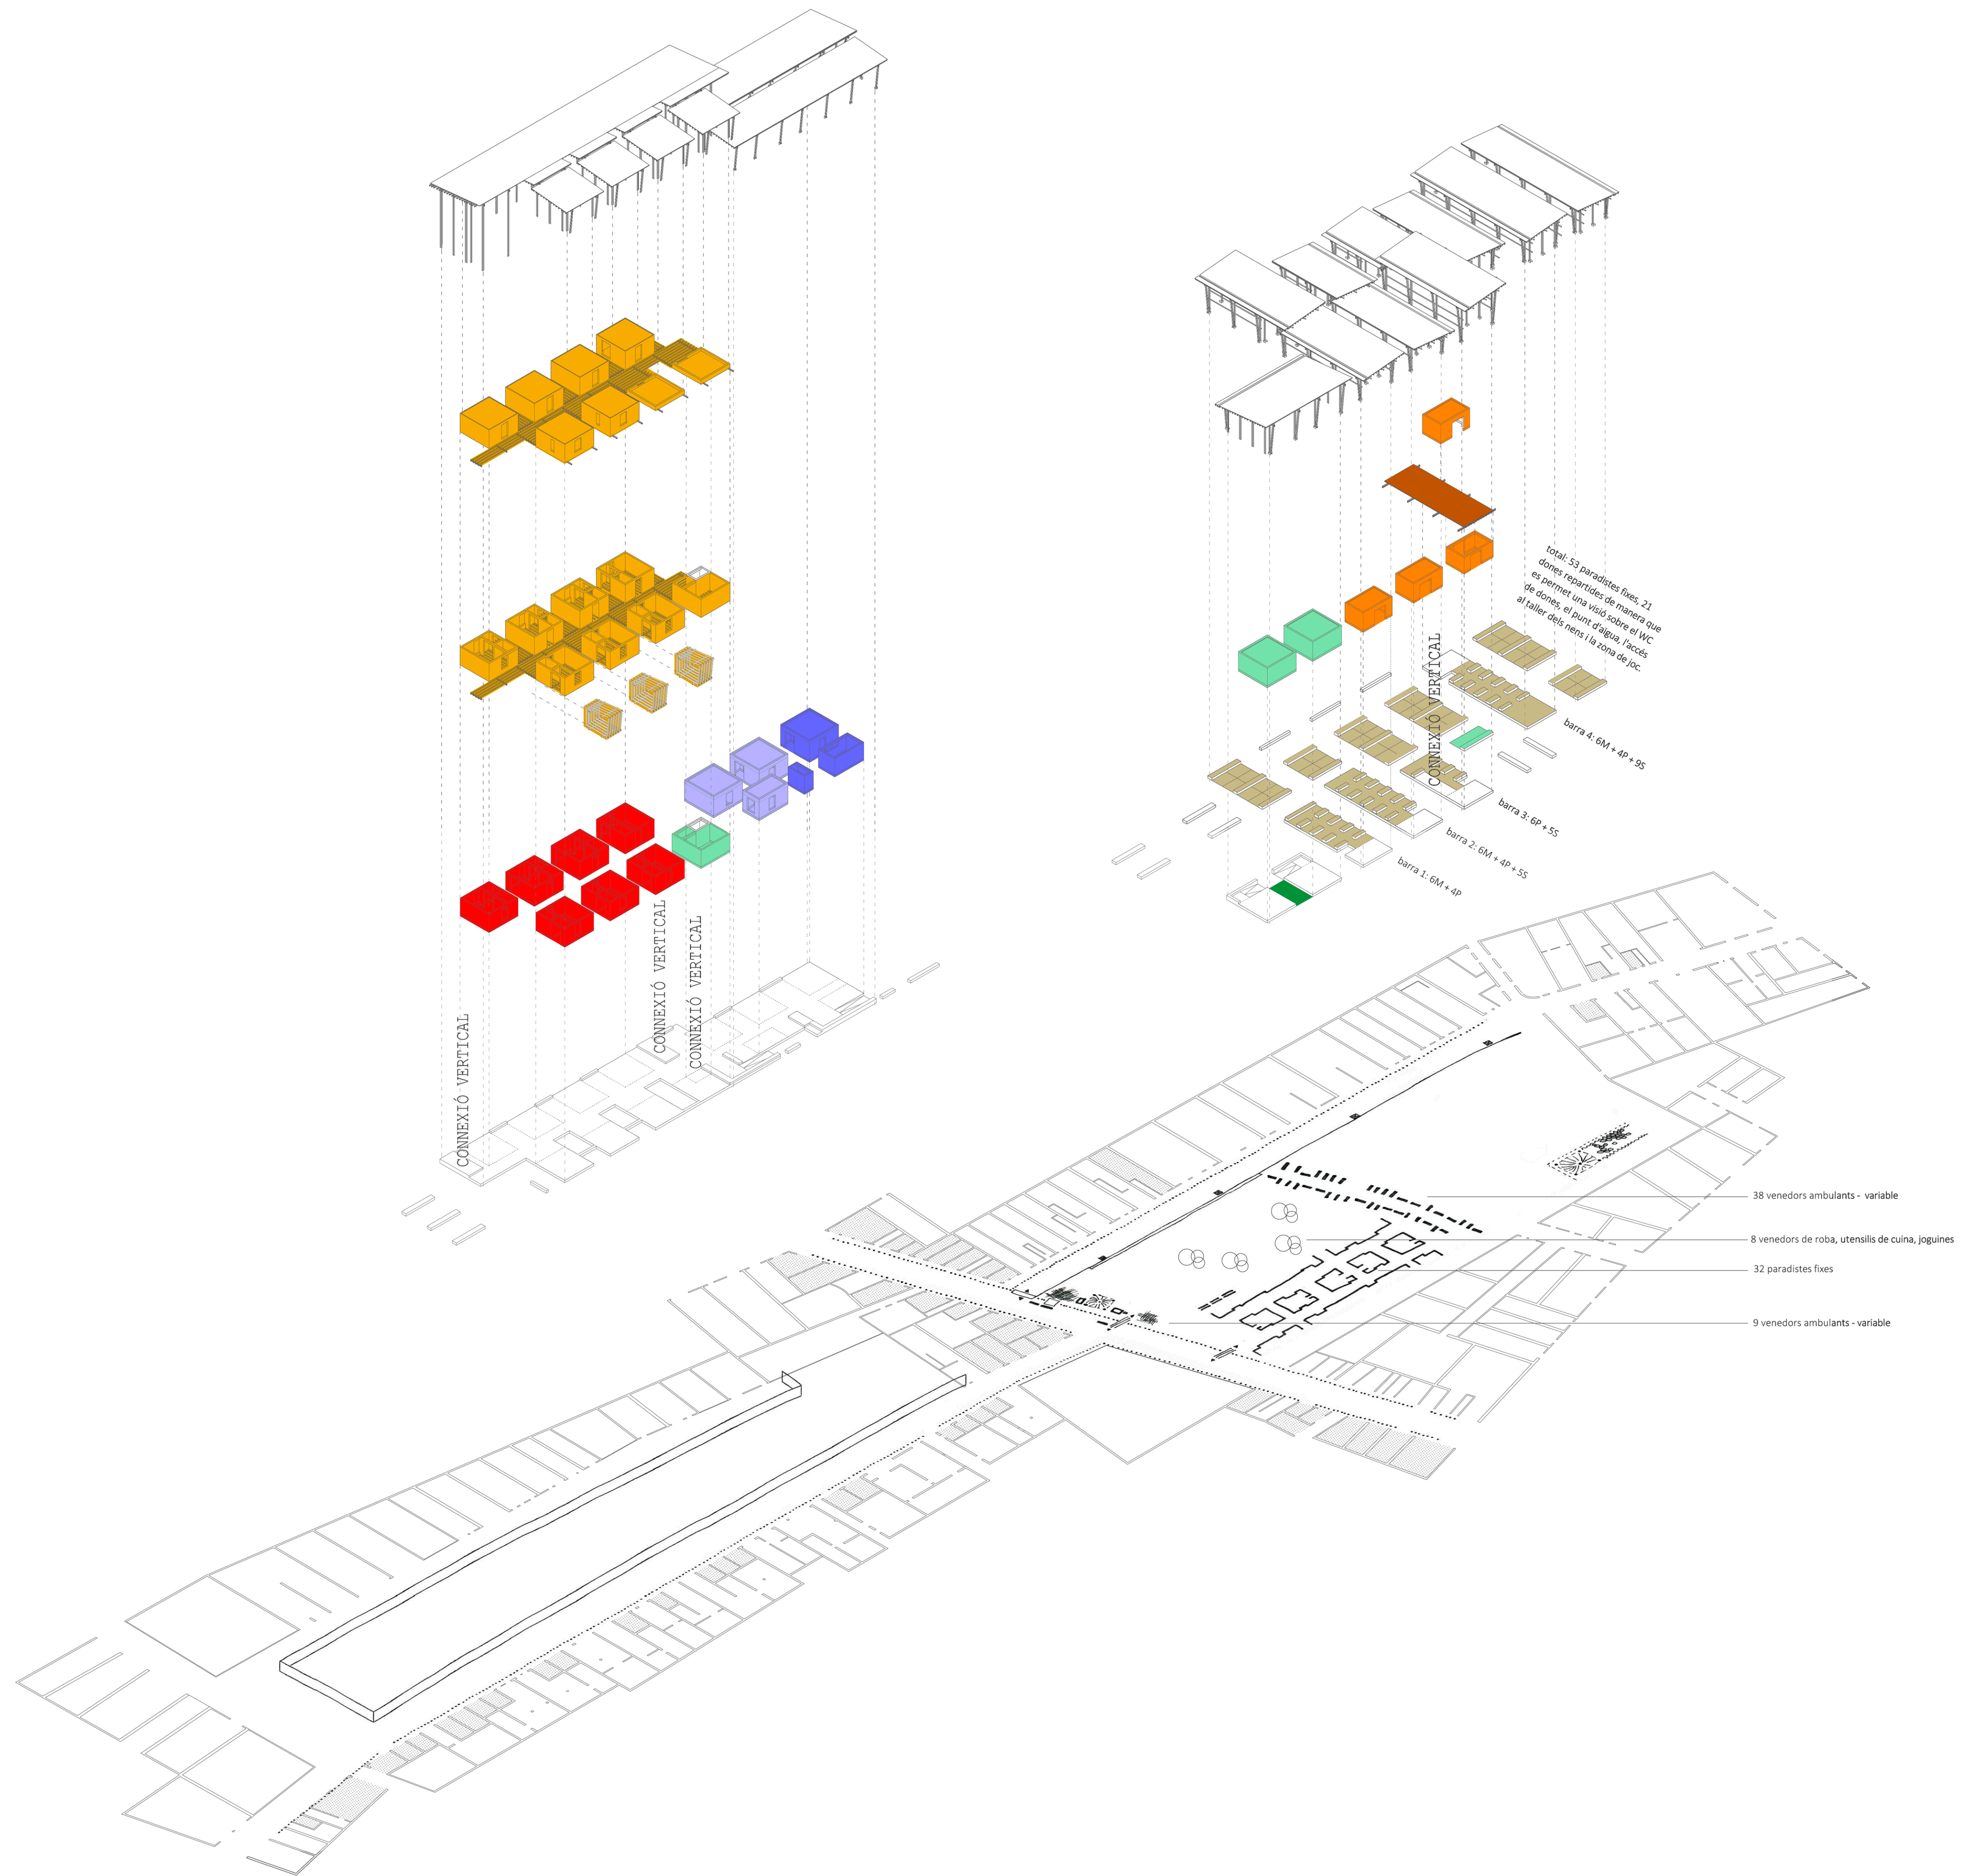 total: 53 paradistes fixes, 21
dones repartides de manera que
es permet una visió sobre el WC
de dones, el punt d'aigua, l'accés
al taller dels nens i la zona de joc.
CONNEXIÓ VERTICAL
barra 4: 6M + 4P + 9S
barra 3: 6P + 5S
barra 2: 6M + 4P + 5S
barra 1: 6M + 4P
CONNEXIÓ VERTICAL
CONNEXIÓ VERTICAL
CONNEXIÓ VERTICAL
38 venedors ambulants - variable
8 venedors de roba, utensilis de cuina, joguines
32 paradistes fixes
9 venedors ambulants - variable